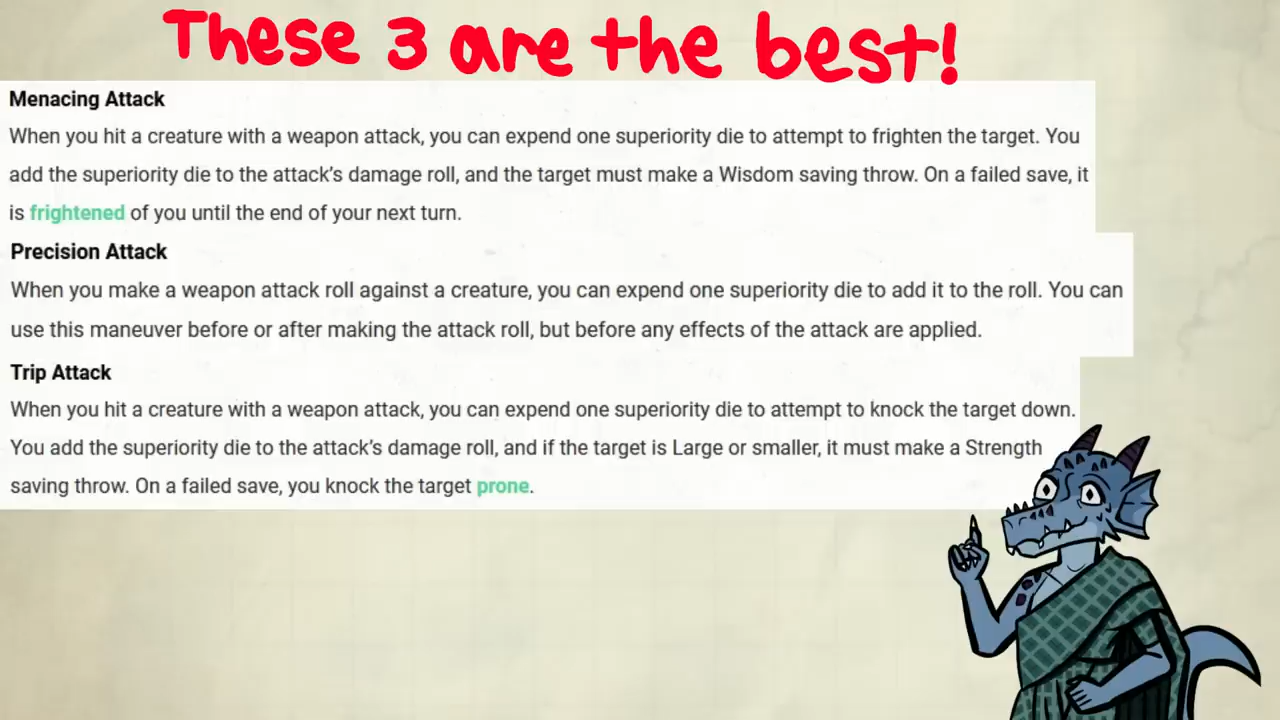 These 3 are the best!
Menacing Attack
When you hit a creature with a weapon attack, you can expend one superiority die to attempt to frighten the target. You
add the superiority die to the attack’s damage roll, and the target must make a Wisdom saving throw. On a failed save, it
is frightened of you until the end of your next turn.
Precision Attack
When you make a weapon attack roll against a creature, you can expend one superiority die to add it to the roll. You can
use this maneuver before or after making the attack roll, but before any effects of the attack are applied.
Trip Attack
When you hit a creature with a weapon attack, you can expend one superiority die to attempt to knock the target down.
You add the superiority die to the attack’s damage roll, and if the target is Large or smaller, it must make a Strength
saving throw. On a failed save, you knock the target prone.